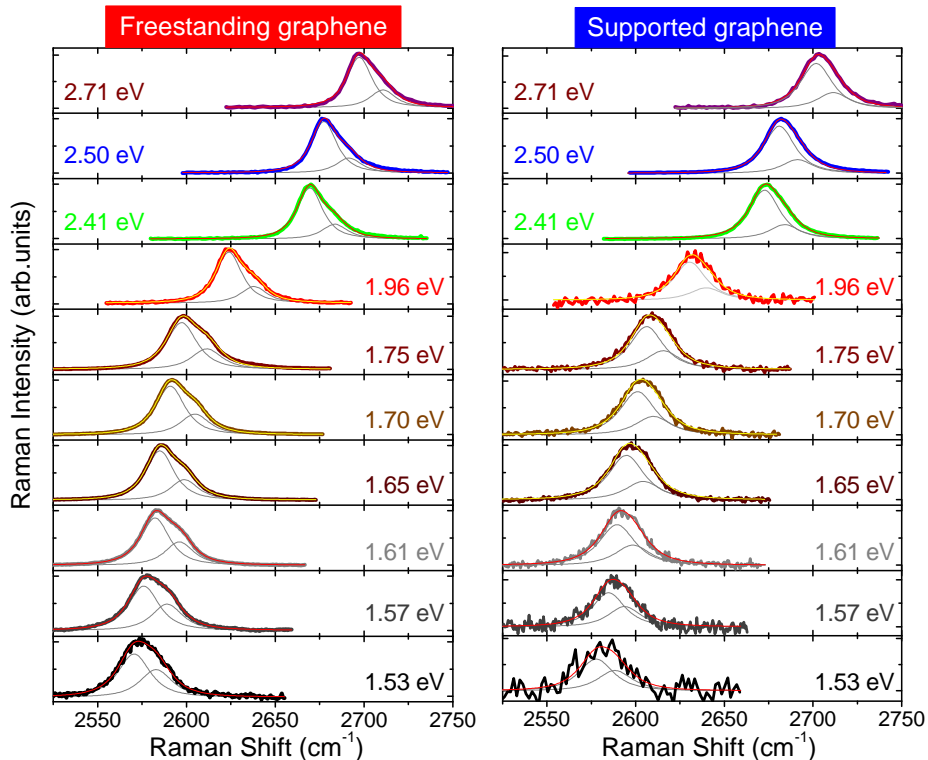 Freestanding graphene
Supported graphene
Raman Intensity (arb.units)
2.71 eV
2.50 eV
2.41 eV
1.96 eV
1.75 eV
1.70 eV
1.65 eV
1.61 eV
1.57 eV
1.53 eV
2550 2600 2650 2700 2750
Raman Shift (cm⁻¹)
2.71 eV
2.50 eV
2.41 eV
1.96 eV
1.75 eV
1.70 eV
1.65 eV
1.61 eV
1.57 eV
1.53 eV
2550 2600 2650 2700 2750
Raman Shift (cm⁻¹)